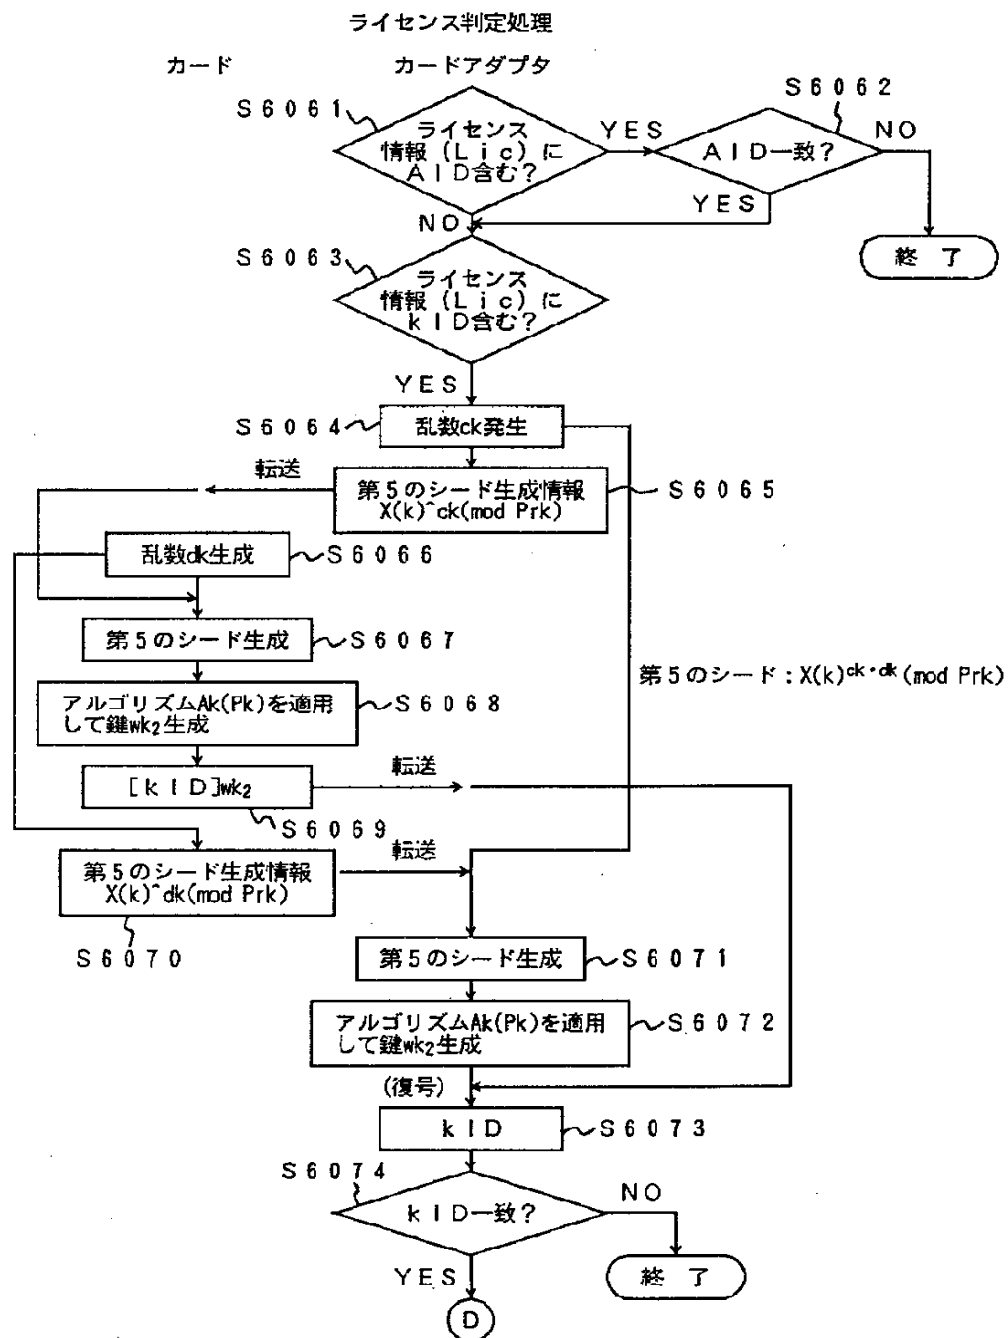 ライセンス判定処理
カード
カードアダプタ
S6061
ライセンス
情報(Lic)に
AID含む?
YES
S6062
AID一致?
NO
YES
終 了
NO
S6063
ライセンス
情報(Lic)に
kID含む?
YES
S6064
乱数ck発生
転送
第5のシード生成情報
X(k)^ck(mod Prk)
S6065
乱数dk生成
S6066
第5のシード生成
S6067
第5のシード:X(k)^ck・dk(mod Prk)
アルゴリズムAk(Pk)を適用
して鍵wk₂生成
S6068
[kID]wk₂
転送
S6069
第5のシード生成情報
X(k)^dk(mod Prk)
転送
S6070
第5のシード生成
S6071
アルゴリズムAk(Pk)を適用
して鍵wk₂生成
S6072
(復号)
kID
S6073
S6074
kID一致?
NO
終 了
YES
D